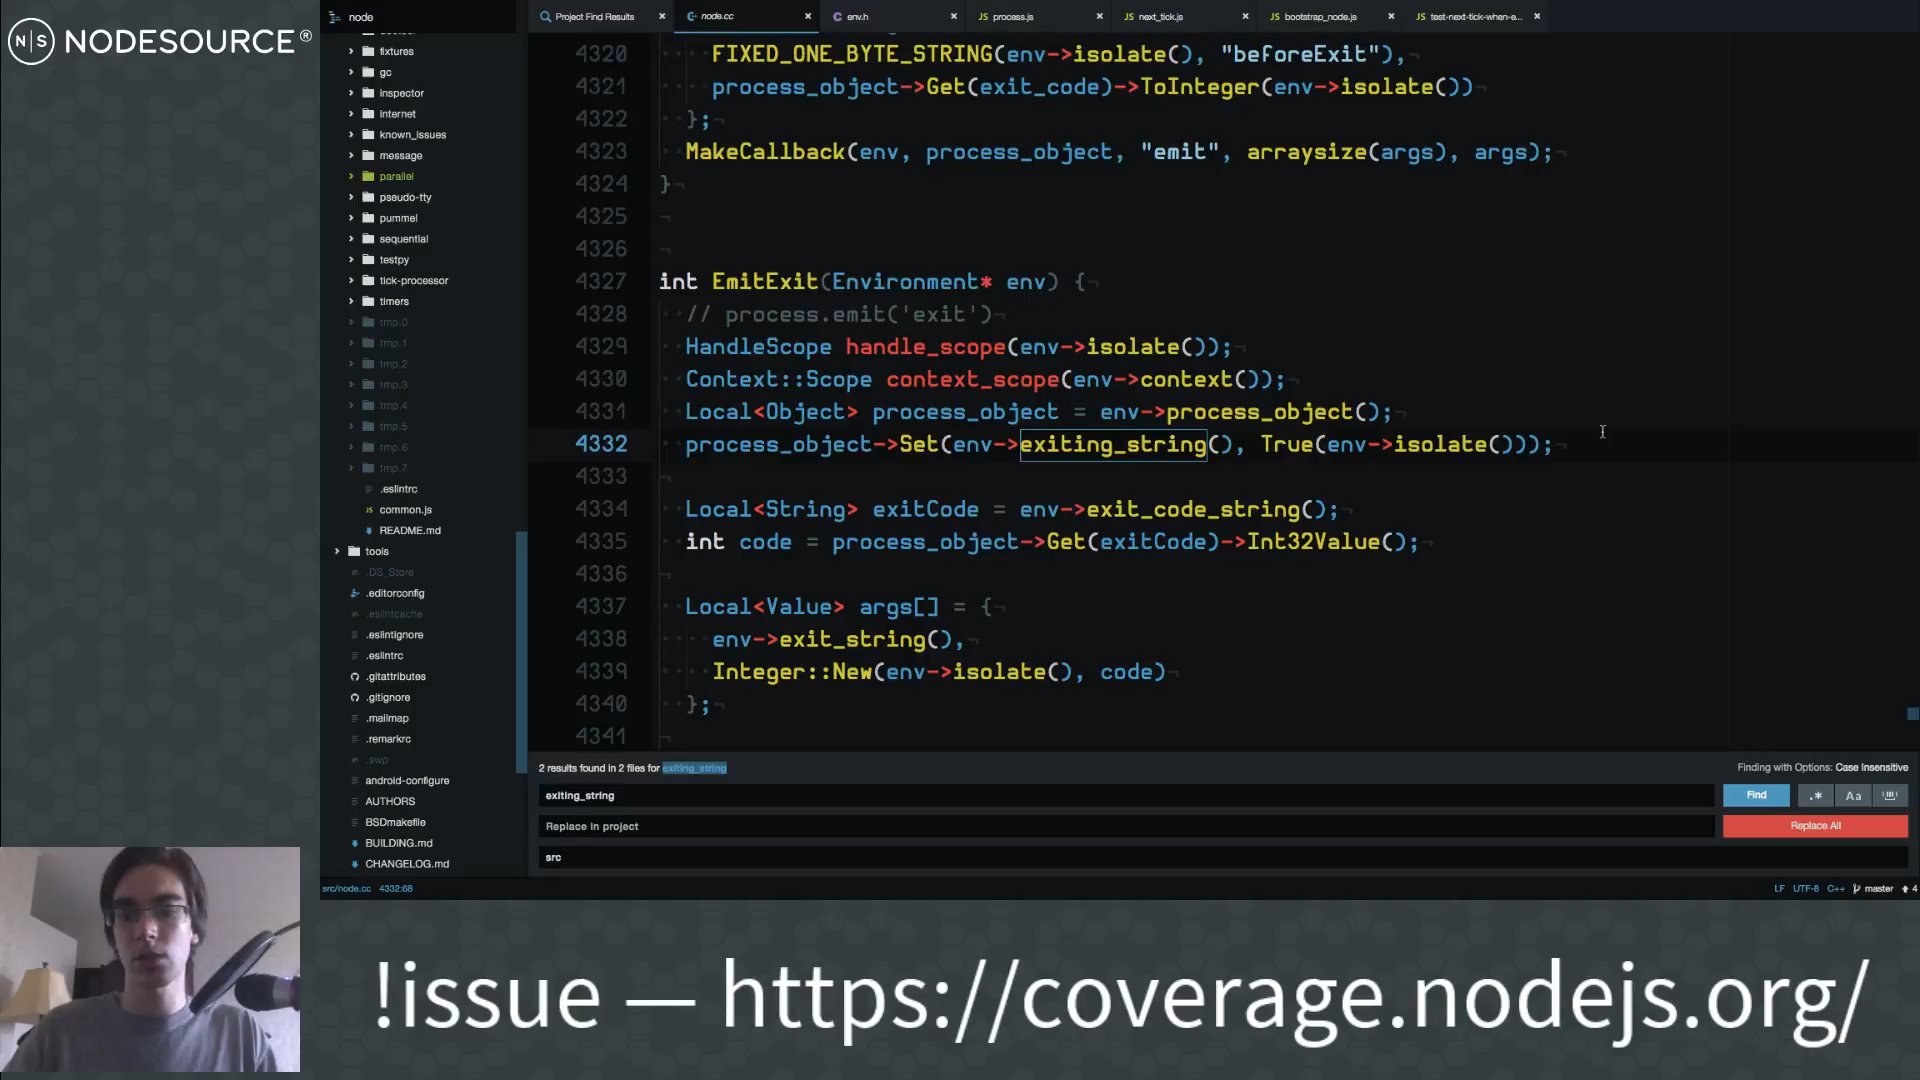 N|S NODESOURCE®
node
fixtures
gc
inspector
internet
known_issues
message
parallel
pseudo-tty
pummel
sequential
testpy
tick-processor
timers
tmp.0
tmp.1
tmp.2
tmp.3
tmp.4
tmp.5
tmp.6
tmp.7
.eslintrc
common.js
README.md
tools
.DS_Store
.editorconfig
.eslintcache
.eslintignore
.eslintrc
.gitattributes
.gitignore
.mailmap
.remarkrc
.swp
android-configure
AUTHORS
BSDmakefile
BUILDING.md
CHANGELOG.md
Project Find Results
node.cc
env.h
process.js
next_tick.js
bootstrap_node.js
test-next-tick-when-e...
4320 FIXED_ONE_BYTE_STRING(env->isolate(), "beforeExit"),
4321 process_object->Get(exit_code)->ToInteger(env->isolate())
4322 };
4323 MakeCallback(env, process_object, "emit", arraysize(args), args);
4324 }
4325
4326
4327 int EmitExit(Environment* env) {
4328 // process.emit('exit')
4329 HandleScope handle_scope(env->isolate());
4330 Context::Scope context_scope(env->context());
4331 Local<Object> process_object = env->process_object();
4332 process_object->Set(env->exiting_string(), True(env->isolate()));
4333
4334 Local<String> exitCode = env->exit_code_string();
4335 int code = process_object->Get(exitCode)->Int32Value();
4336
4337 Local<Value> args[] = {
4338 env->exit_string(),
4339 Integer::New(env->isolate(), code)
4340 };
4341
2 results found in 2 files for exiting_string
Finding with Options: Case Insensitive
exiting_string
Find
.*
Aa
Replace in project
Replace All
src
src/node.cc 4332:68
LF UTF-8 C++ master 4
!issue — https://coverage.nodejs.org/